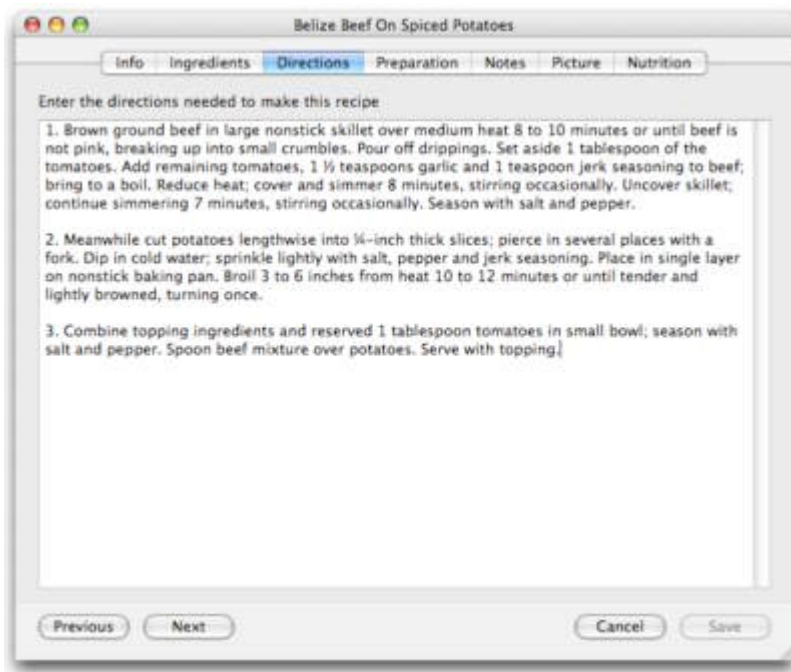 Belize Beef On Spiced Potatoes
Info Ingredients Directions Preparation Notes Picture Nutrition
Enter the directions needed to make this recipe
1. Brown ground beef in large nonstick skillet over medium heat 8 to 10 minutes or until beef is
not pink, breaking up into small crumbles. Pour off drippings. Set aside 1 tablespoon of the
tomatoes. Add remaining tomatoes, 1 ½ teaspoons garlic and 1 teaspoon jerk seasoning to beef;
bring to a boil. Reduce heat; cover and simmer 8 minutes, stirring occasionally. Uncover skillet;
continue simmering 7 minutes, stirring occasionally. Season with salt and pepper.
2. Meanwhile cut potatoes lengthwise into ¼-inch thick slices; pierce in several places with a
fork. Dip in cold water; sprinkle lightly with salt, pepper and jerk seasoning. Place in single layer
on nonstick baking pan. Broil 3 to 6 inches from heat 10 to 12 minutes or until tender and
lightly browned, turning once.
3. Combine topping ingredients and reserved 1 tablespoon tomatoes in small bowl; season with
salt and pepper. Spoon beef mixture over potatoes. Serve with topping.
Previous Next Cancel Save